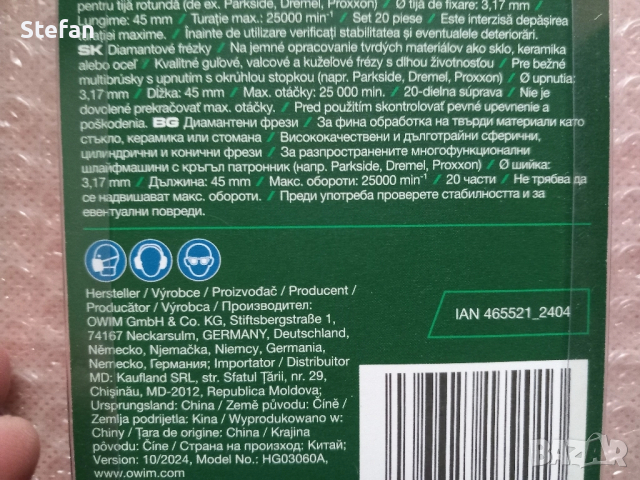 Stefan
pentru tijă rotundă (de ex. Parkside, Dremel, Proxxon) / Ø tija de fixare: 3,17 mm /
Lungime: 45 mm / Turație max.: 25000 min⁻¹ / Set 20 piese / Este interzisă depășirea
turației maxime. / Înainte de utilizare verificați stabilitatea și eventualele deteriorări.
SK Diamantové frézky / Na jemné opracovanie tvrdých materiálov ako sklo, keramika
alebo oceľ / Kvalitné guľové, valcové a kužeľové frézy s dlhou životnosťou / Pre bežné
multibrúsky s upnutím s okrúhlou stopkou (napr. Parkside, Dremel, Proxxon) / Ø upnutia:
3,17 mm / Dĺžka: 45 mm / Max. otáčky: 25 000 min⁻¹ / 20-dielna súprava / Nie je
dovolené prekračovať max. otáčky. / Pred použitím skontrolovať pevné upevnenie a
poškodenia. BG Диамантени фрези / За фина обработка на твърди материали като
стъкло, керамика или стомана / Висококачествени и дълготрайни сферични,
цилиндрични и конични фрези / За разпространените многофункционални
шлайфмашини с кръгъл патронник (напр. Parkside, Dremel, Proxxon) / Ø шийка:
3,17 mm / Дължина: 45 mm / Макс. обороти: 25000 min⁻¹ / 20 части / Не трябва да
се надвишават макс. обороти. / Преди употреба проверете стабилността и за
евентуални повреди.
Hersteller / Výrobce / Proizvođač / Producent /
Producător / Výrobca / Производител:
OWIM GmbH & Co. KG, Stiftsbergstraße 1,
74167 Neckarsulm, GERMANY, Deutschland,
Německo, Njemačka, Niemcy, Germania,
Nemecko, Германия; Importator / Distribuitor
MD: Kaufland SRL, str. Sfatul Țării, nr. 29,
Chișinău, MD-2012, Republica Moldova;
Ursprungsland: China / Země původu: Čína /
Zemlja podrijetla: Kina / Wyprodukowano w:
Chiny / Țara de origine: China / Krajina
pôvodu: Čína / Страна на произход: Китай;
Version: 10/2024, Model No.: HG03060A,
www.owim.com
IAN 465521_2404
BAZAR